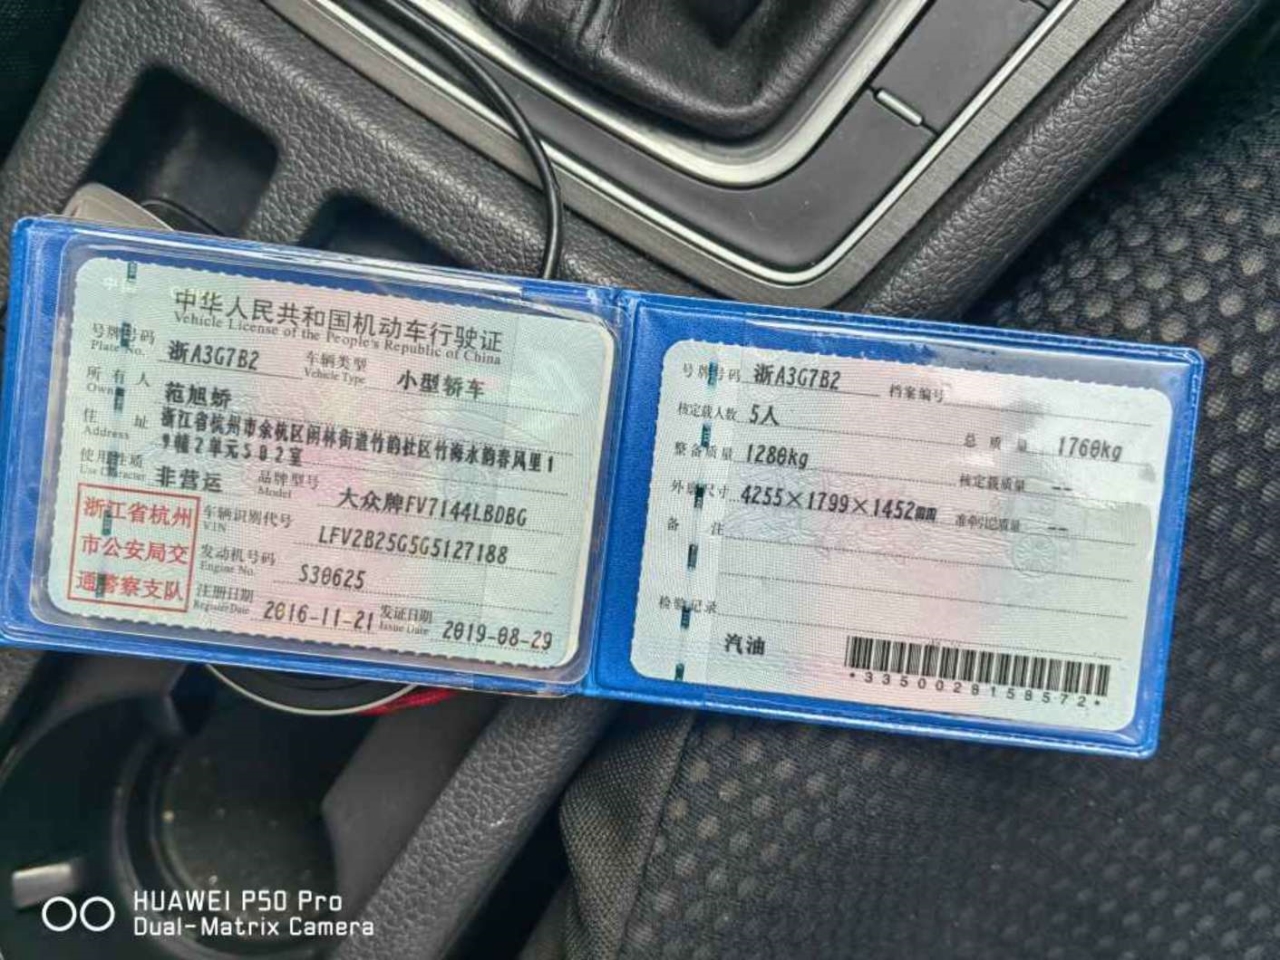 中华人民共和国机动车行驶证
Vehicle License of the People's Republic of China
号牌号码 浙A3G7B2 车辆类型 小型轿车
Plate No. Vehicle Type
所有人 范旭娇
Owner
住址 浙江省杭州市余杭区闲林街道竹韵社区竹海水韵春风里1
Address 9幢2单元502室
使用性质 非营运 品牌型号 大众牌FV7144LBDBG
Use Character Model
浙江省杭州
市公安局交
通警察支队
车辆识别代号 LFV2B25G5G5127188
VIN
发动机号码 S30625
Engine No.
注册日期 2016-11-21 发证日期 2019-08-29
Register Date Issue Date
号牌号码 浙A3G7B2 档案编号
核定载人数 5人 总质量 1760kg
整备质量 1280kg 核定载质量 --
外廓尺寸 4255×1799×1452mm 准牵引总质量 --
备注
检验记录
汽油
*3350028158572*
HUAWEI P50 Pro
Dual-Matrix Camera